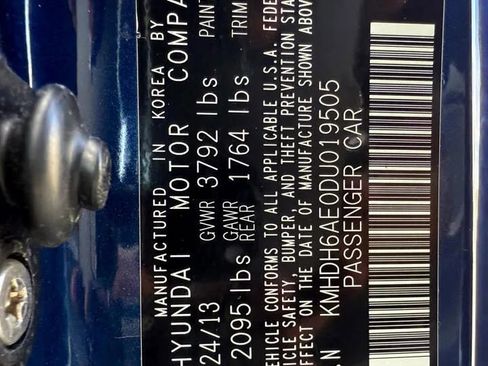 MANUFACTURED IN KOREA BY
HYUNDAI MOTOR COMPA
24/13 GVWR 3792 lbs PAINT
2095 lbs GAWR REAR 1764 lbs TRIM
VEHICLE CONFORMS TO ALL APPLICABLE U.S.A. FEDE
VEHICLE SAFETY, BUMPER, AND THEFT PREVENTION STA
EFFECT ON THE DATE OF MANUFACTURE SHOWN ABOVE
KMHDH6AE0DU019505
PASSENGER CAR